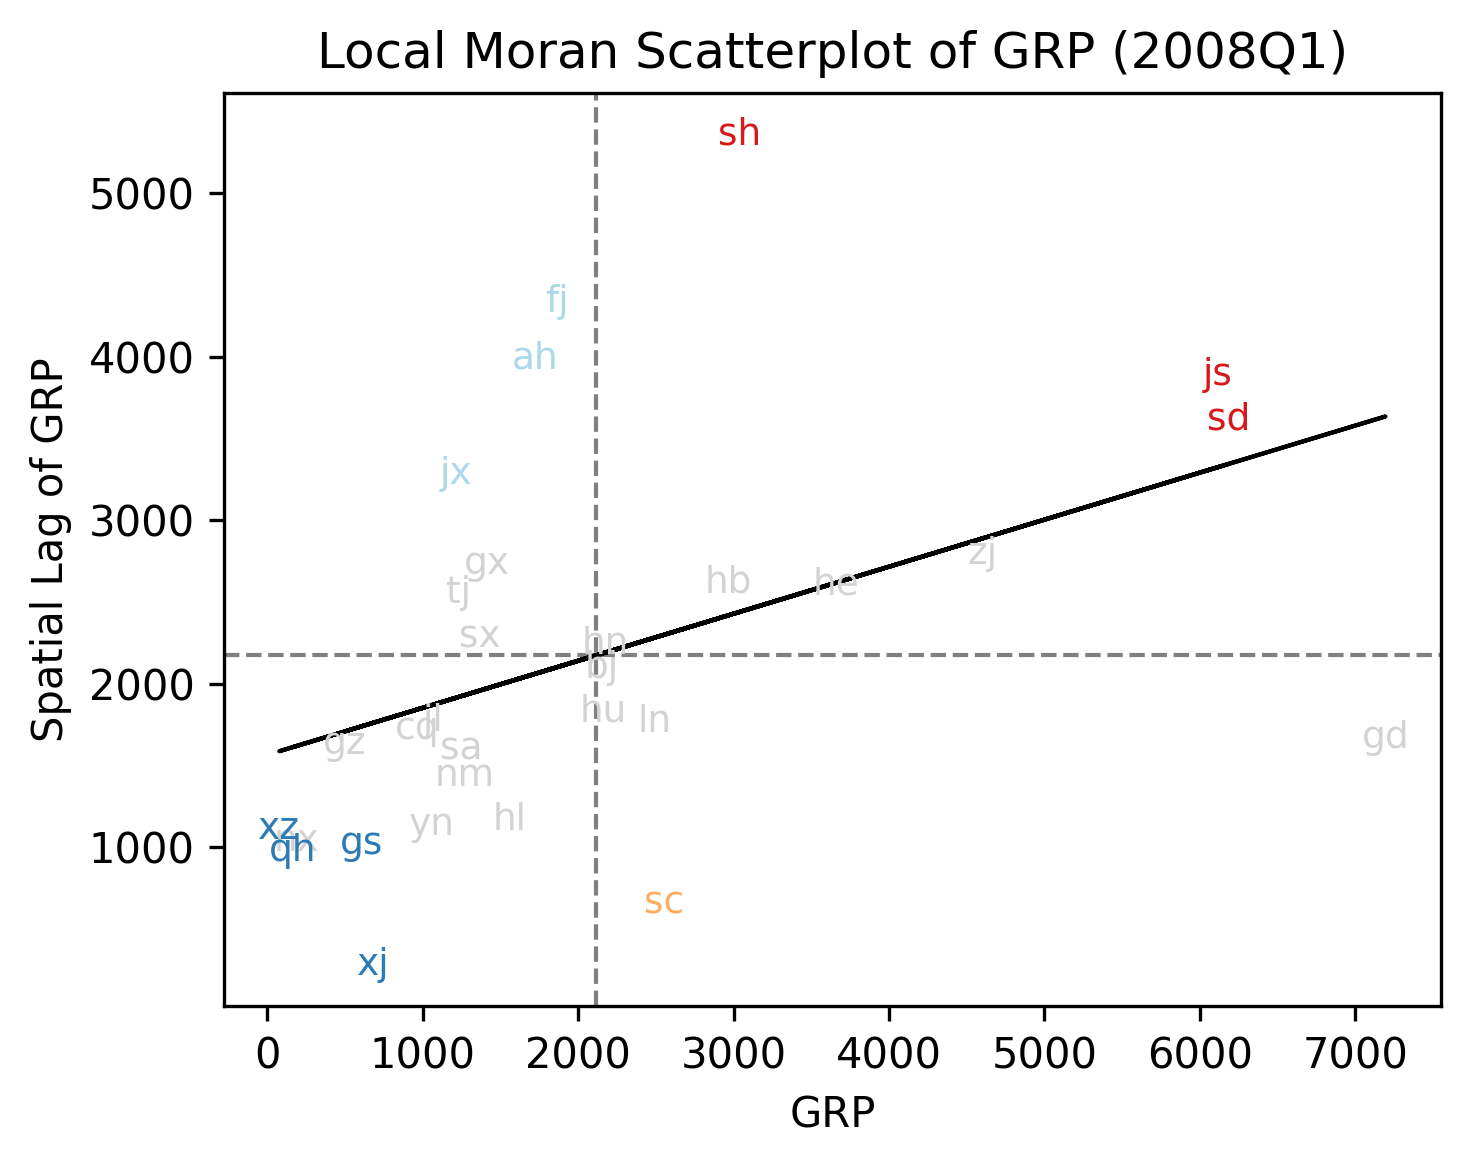 Local Moran Scatterplot of GRP (2008Q1)
sh
5000
fj
4000
ah
js
sd
jx
3000
gx
zj
tj
hb
he
sx
hn
2000
bj
hu
ln
cq
jl
gd
gz
sa
nm
yn
hl
xz
nx
1000
qh
gs
sc
xj
Spatial Lag of GRP
0 1000 2000 3000 4000 5000 6000 7000
GRP